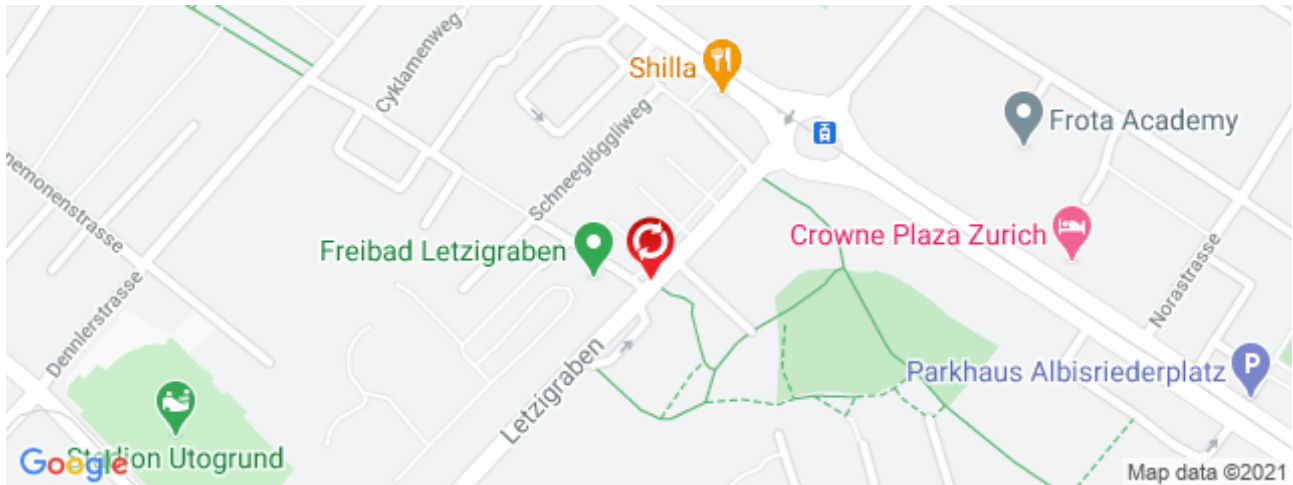 Cyklamenweg
Shilla
Frota Academy
Schneeglöggliweg
nemonenstrasse
Freibad Letzigraben
Crowne Plaza Zurich
Norastrasse
Dennlerstrasse
Letzigraben
Parkhaus Albisriederplatz
P
Stadion Utogrund
Google
Map data ©2021